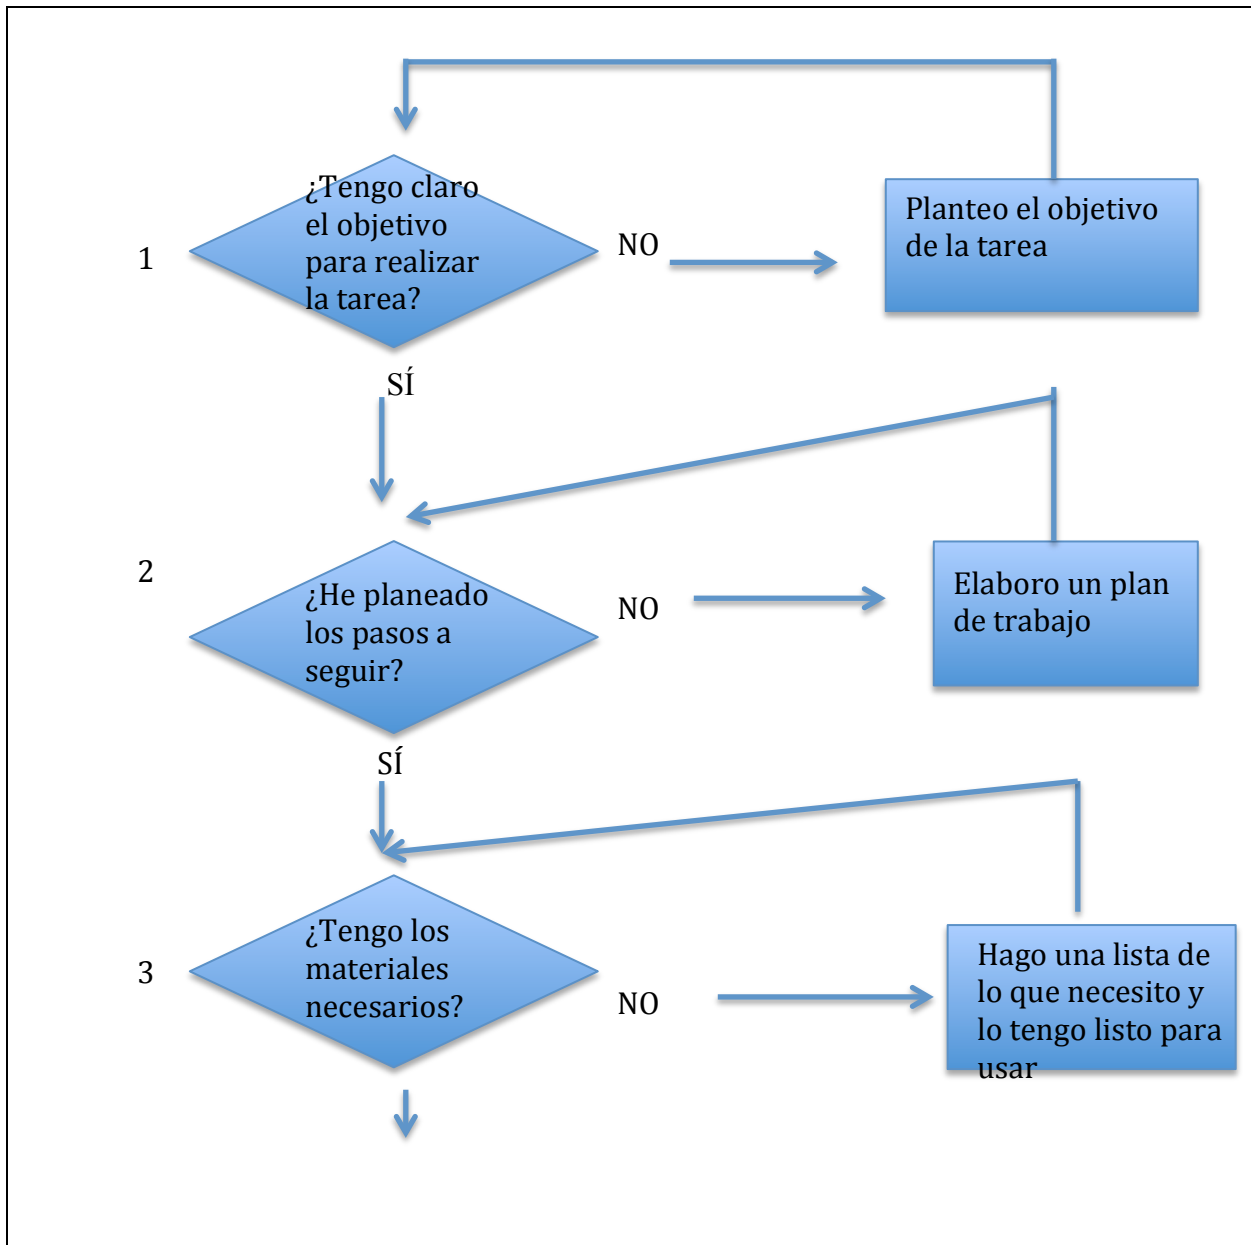 ¿Tengo claro
el objetivo
para realizar
la tarea?
1
NO
Planteo el objetivo
de la tarea
SÍ
2
¿He planeado
los pasos a
seguir?
NO
Elaboro un plan
de trabajo
SÍ
3
¿Tengo los
materiales
necesarios?
NO
Hago una lista de
lo que necesito y
lo tengo listo para
usar